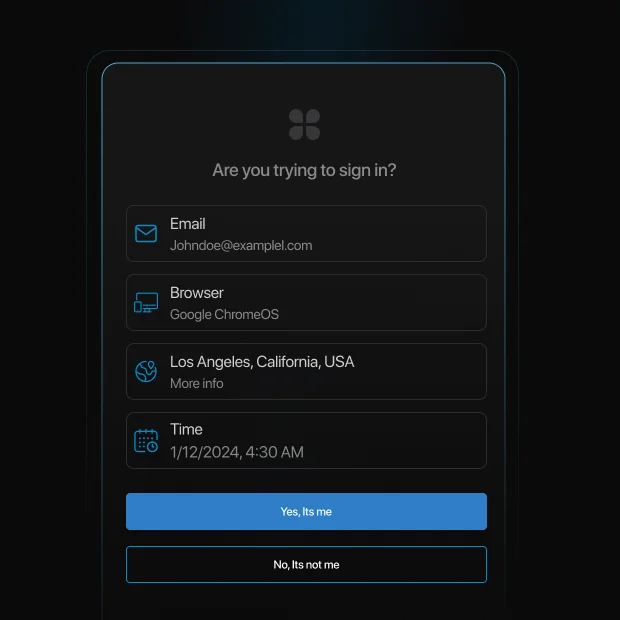 Are you trying to sign in?
Email
Johndoe@examplel.com
Browser
Google ChromeOS
Los Angeles, California, USA
More info
Time
1/12/2024, 4:30 AM
Yes, Its me
No, Its not me